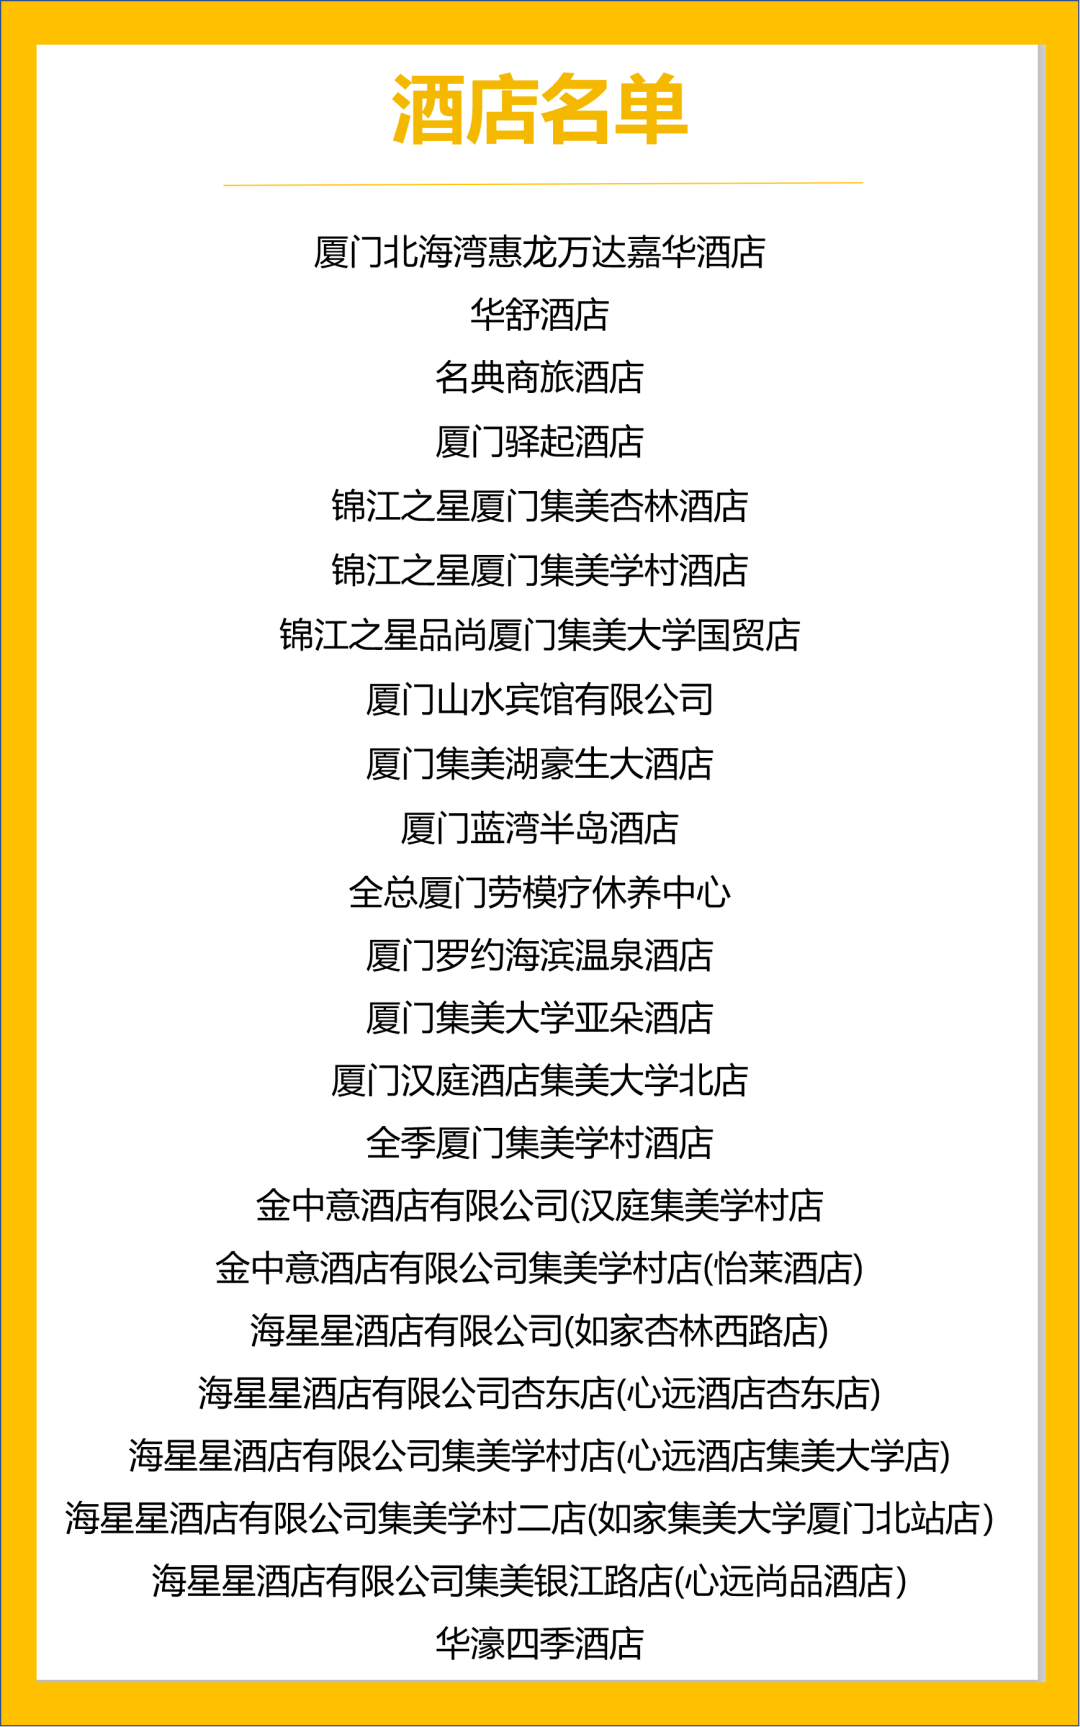 酒店名单
厦门北海湾惠龙万达嘉华酒店
华舒酒店
名典商旅酒店
厦门驿起酒店
锦江之星厦门集美杏林酒店
锦江之星厦门集美学村酒店
锦江之星品尚厦门集美大学国贸店
厦门山水宾馆有限公司
厦门集美湖豪生大酒店
厦门蓝湾半岛酒店
全总厦门劳模疗休养中心
厦门罗约海滨温泉酒店
厦门集美大学亚朵酒店
厦门汉庭酒店集美大学北店
全季厦门集美学村酒店
金中意酒店有限公司(汉庭集美学村店
金中意酒店有限公司集美学村店(怡莱酒店)
海星星酒店有限公司(如家杏林西路店)
海星星酒店有限公司杏东店(心远酒店杏东店)
海星星酒店有限公司集美学村店(心远酒店集美大学店)
海星星酒店有限公司集美学村二店(如家集美大学厦门北站店）
海星星酒店有限公司集美银江路店(心远尚品酒店）
华濠四季酒店